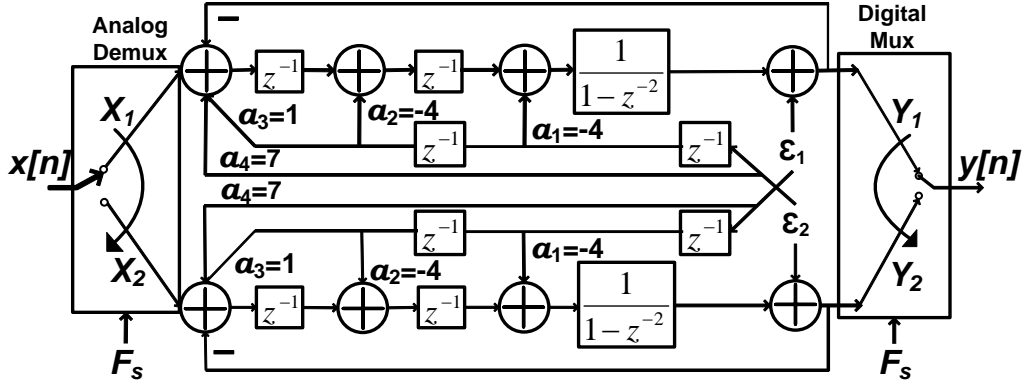 Analog
Demux
Digital
Mux
−
z⁻¹
z⁻¹
1
1 − z⁻²
X₁
Y₁
a₃=1
a₂=-4
a₁=-4
z⁻¹
z⁻¹
Ɛ₁
a₄=7
x[n]
y[n]
a₄=7
z⁻¹
z⁻¹
Ɛ₂
a₃=1
a₂=-4
a₁=-4
X₂
Y₂
z⁻¹
z⁻¹
1
1 − z⁻²
−
Fₛ
Fₛ